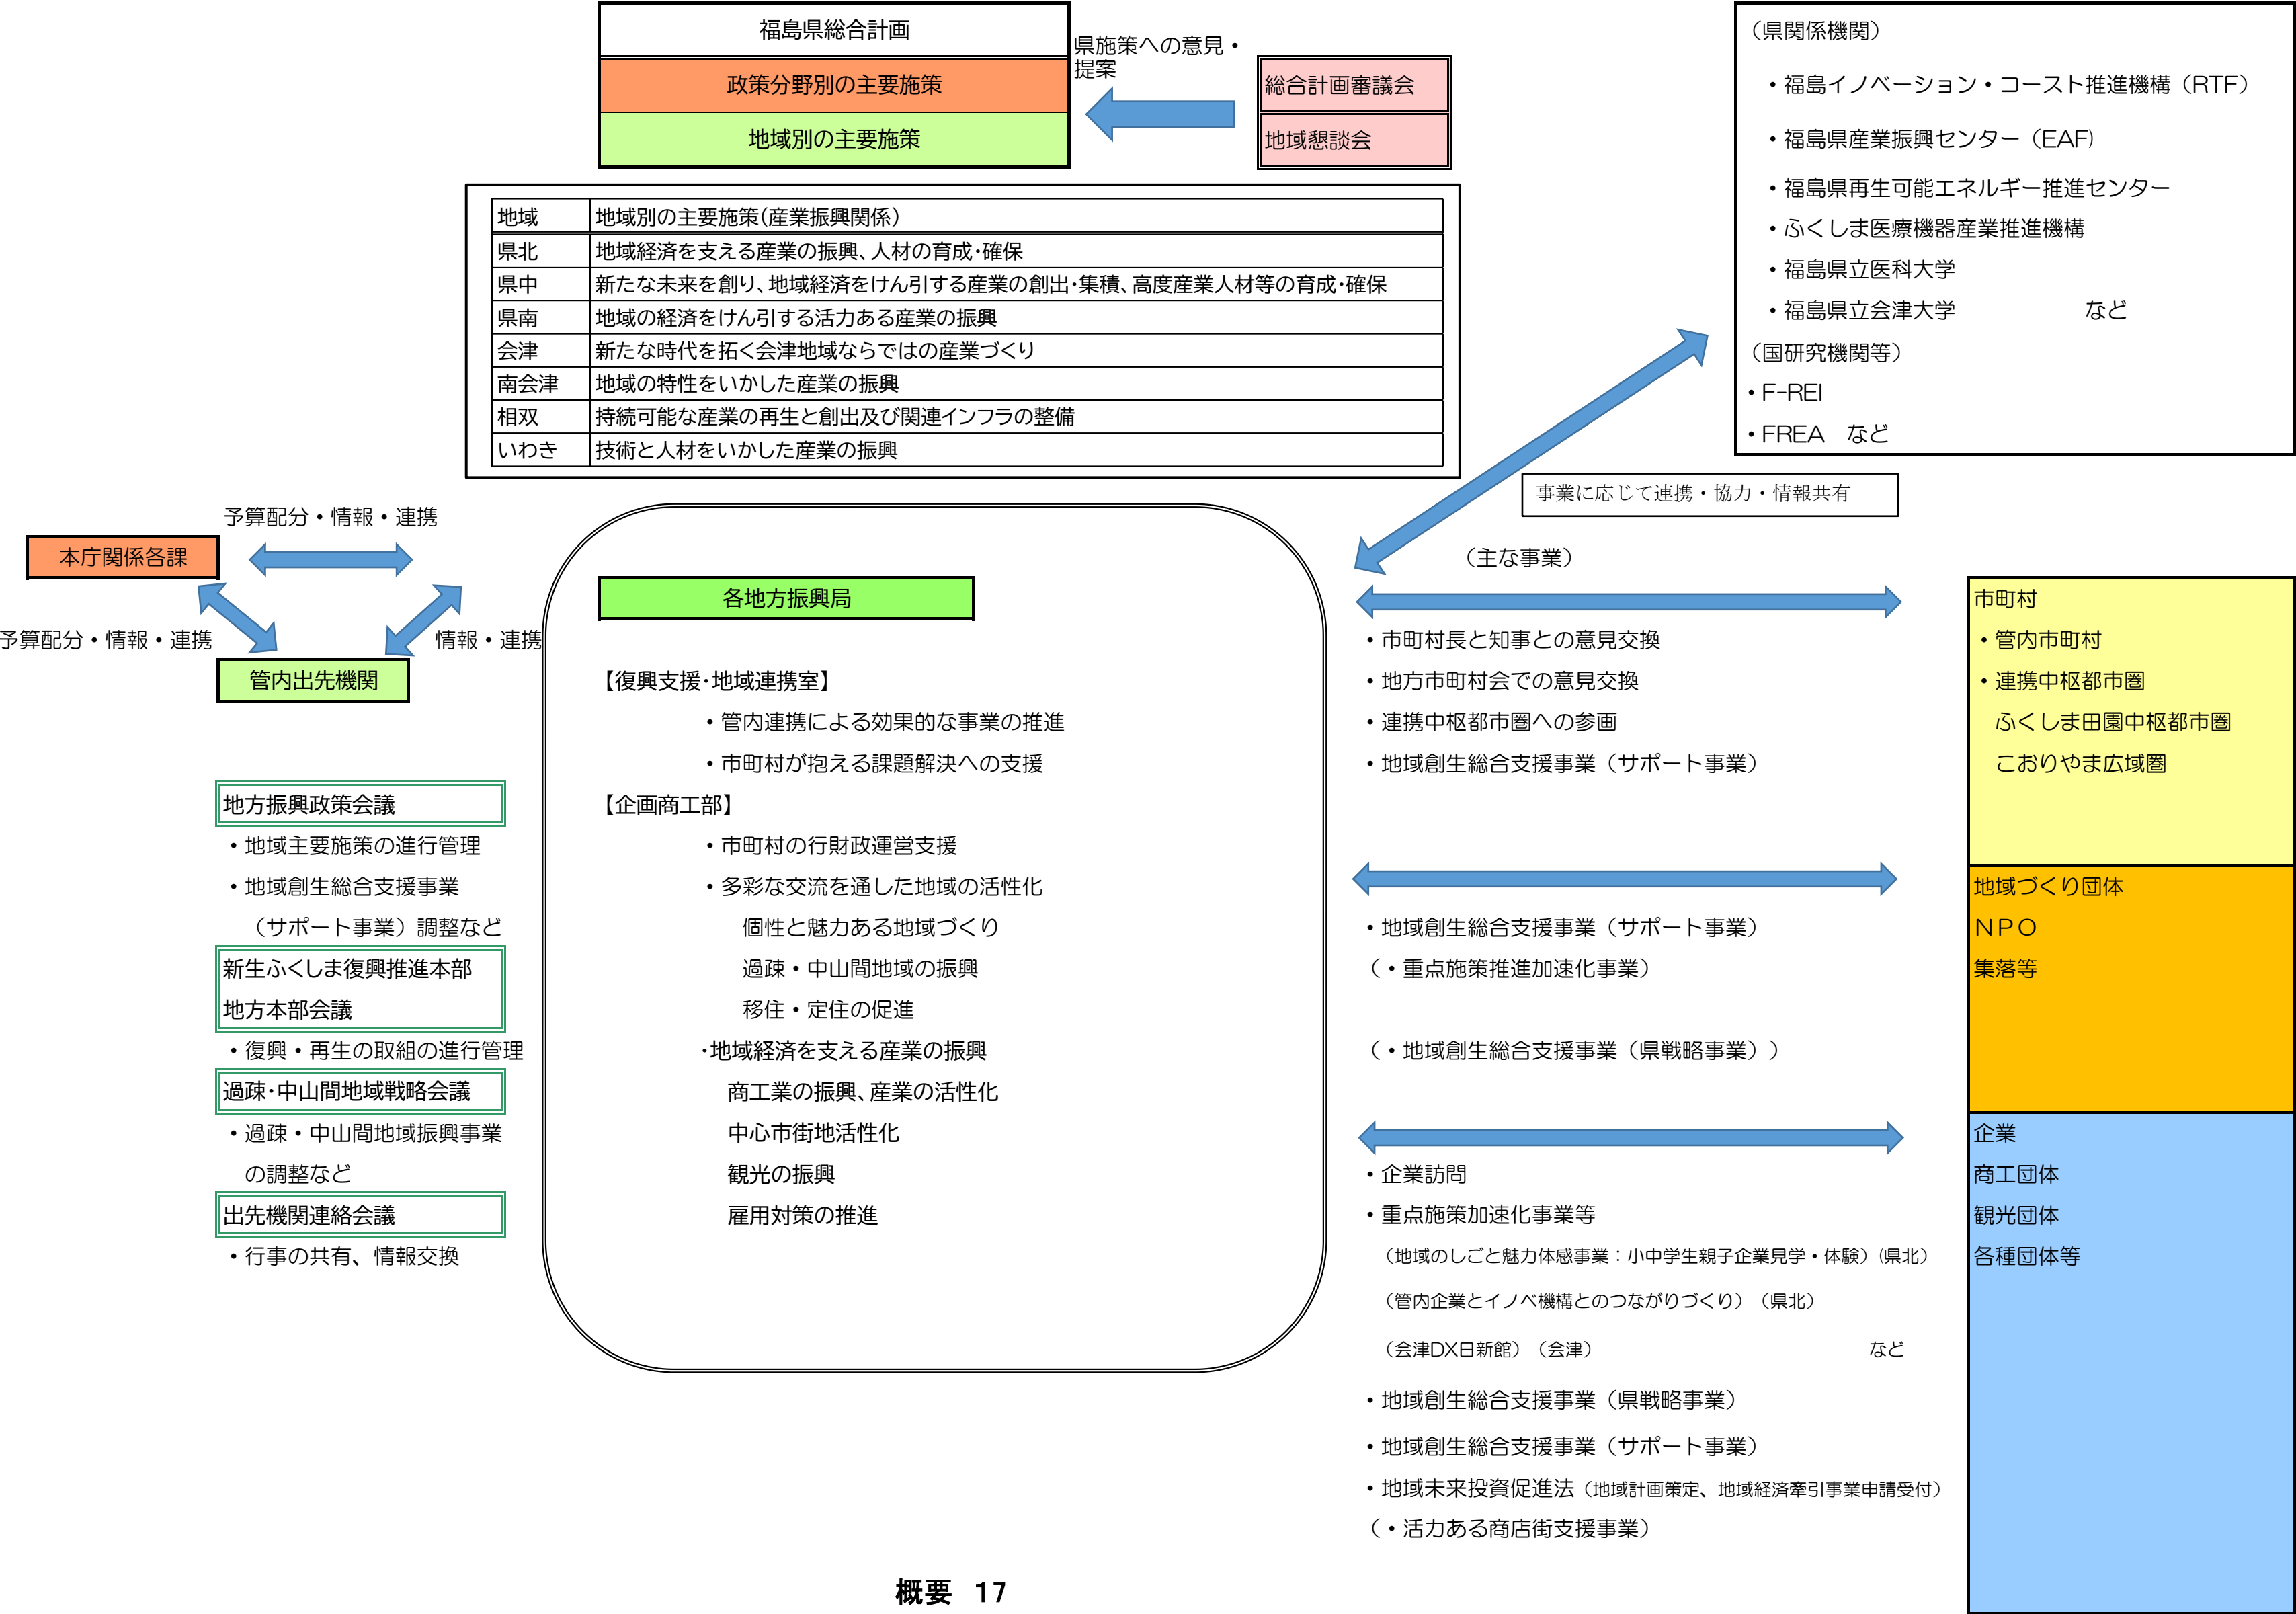 福島県総合計画
政策分野別の主要施策
地域別の主要施策
県施策への意見・
提案
総合計画審議会
地域懇談会
（県関係機関）
・福島イノベーション・コースト推進機構（RTF）
・福島県産業振興センター（EAF)
・福島県再生可能エネルギー推進センター
・ふくしま医療機器産業推進機構
・福島県立医科大学
・福島県立会津大学　　　　　　など
（国研究機関等）
・F-REI
・FREA　など
地域　地域別の主要施策(産業振興関係)
県北　地域経済を支える産業の振興、人材の育成・確保
県中　新たな未来を創り、地域経済をけん引する産業の創出・集積、高度産業人材等の育成・確保
県南　地域の経済をけん引する活力ある産業の振興
会津　新たな時代を拓く会津地域ならではの産業づくり
南会津　地域の特性をいかした産業の振興
相双　持続可能な産業の再生と創出及び関連インフラの整備
いわき　技術と人材をいかした産業の振興
事業に応じて連携・協力・情報共有
予算配分・情報・連携
本庁関係各課
予算配分・情報・連携
情報・連携
管内出先機関
地方振興政策会議
・地域主要施策の進行管理
・地域創生総合支援事業
（サポート事業）調整など
新生ふくしま復興推進本部
地方本部会議
・復興・再生の取組の進行管理
過疎・中山間地域戦略会議
・過疎・中山間地域振興事業
の調整など
出先機関連絡会議
・行事の共有、情報交換
各地方振興局
【復興支援・地域連携室】
・管内連携による効果的な事業の推進
・市町村が抱える課題解決への支援
【企画商工部】
・市町村の行財政運営支援
・多彩な交流を通した地域の活性化
個性と魅力ある地域づくり
過疎・中山間地域の振興
移住・定住の促進
・地域経済を支える産業の振興
商工業の振興、産業の活性化
中心市街地活性化
観光の振興
雇用対策の推進
（主な事業）
・市町村長と知事との意見交換
・地方市町村会での意見交換
・連携中枢都市圏への参画
・地域創生総合支援事業（サポート事業）
・地域創生総合支援事業（サポート事業）
（・重点施策推進加速化事業）
（・地域創生総合支援事業（県戦略事業））
・企業訪問
・重点施策加速化事業等
（地域のしごと魅力体感事業：小中学生親子企業見学・体験）(県北）
（管内企業とイノベ機構とのつながりづくり）（県北）
（会津DX日新館）（会津）　　　　　　など
・地域創生総合支援事業（県戦略事業）
・地域創生総合支援事業（サポート事業）
・地域未来投資促進法（地域計画策定、地域経済牽引事業申請受付）
（・活力ある商店街支援事業）
市町村
・管内市町村
・連携中枢都市圏
ふくしま田園中枢都市圏
こおりやま広域圏
地域づくり団体
ＮＰＯ
集落等
企業
商工団体
観光団体
各種団体等
概要　17